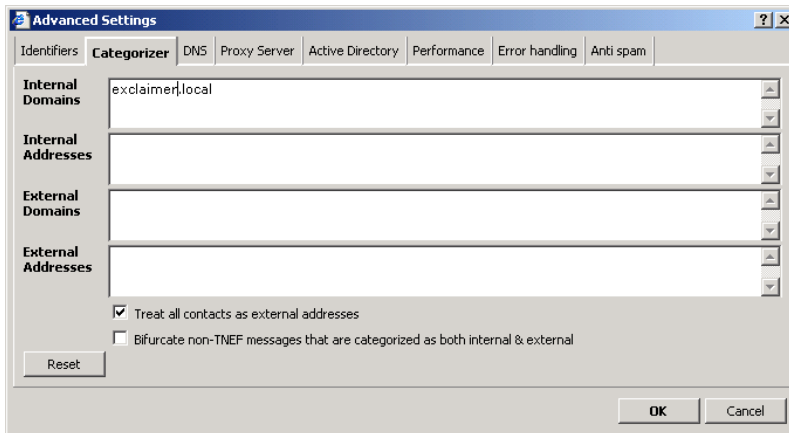 Advanced Settings
Identifiers Categorizer DNS Proxy Server Active Directory Performance Error handling Anti spam
Internal Domains
exclaimer.local
Internal Addresses
External Domains
External Addresses
Treat all contacts as external addresses
Bifurcate non-TNEF messages that are categorized as both internal & external
Reset
OK Cancel